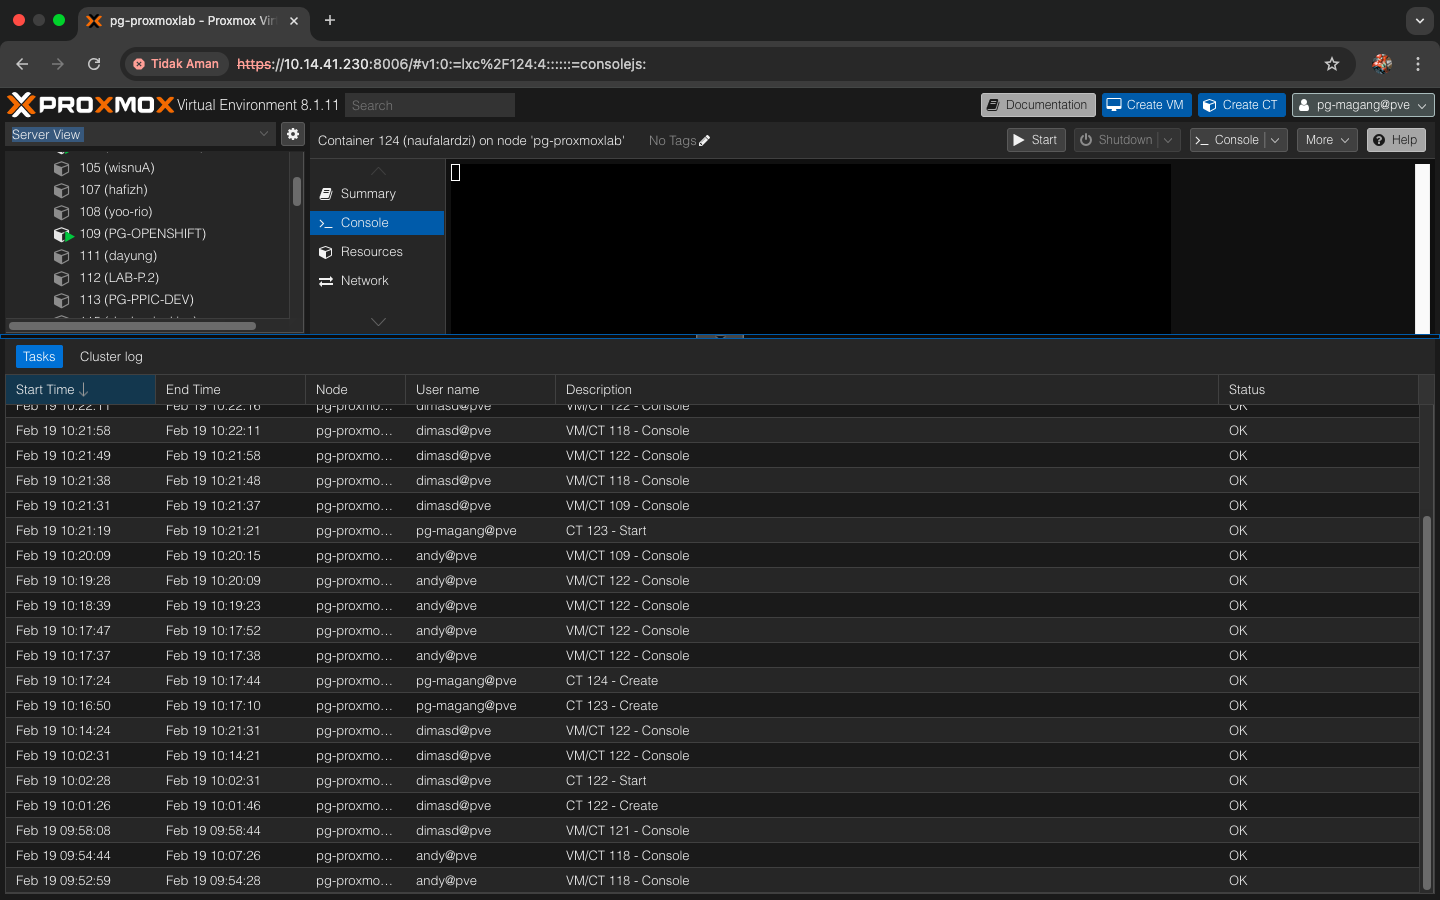 pg-proxmoxlab - Proxmox Vir
Tidak Aman
https://10.14.41.230:8006/#v1:0:=lxc%2F124:4::::::=consolejs:
PROXMOX Virtual Environment 8.1.11
Search
Documentation
Create VM
Create CT
pg-magang@pve
Server View
Container 124 (naufalardzi) on node 'pg-proxmoxlab'
No Tags
Start
Shutdown
Console
More
Help
105 (wisnuA)
107 (hafizh)
108 (yoo-rio)
109 (PG-OPENSHIFT)
111 (dayung)
112 (LAB-P.2)
113 (PG-PPIC-DEV)
Summary
Console
Resources
Network
Tasks
Cluster log
Start Time End Time Node User name Description Status
Feb 19 10:22:11 Feb 19 10:22:16 pg-proxmo... dimasd@pve VM/CT 122 - Console OK
Feb 19 10:21:58 Feb 19 10:22:11 pg-proxmo... dimasd@pve VM/CT 118 - Console OK
Feb 19 10:21:49 Feb 19 10:21:58 pg-proxmo... dimasd@pve VM/CT 122 - Console OK
Feb 19 10:21:38 Feb 19 10:21:48 pg-proxmo... dimasd@pve VM/CT 118 - Console OK
Feb 19 10:21:31 Feb 19 10:21:37 pg-proxmo... dimasd@pve VM/CT 109 - Console OK
Feb 19 10:21:19 Feb 19 10:21:21 pg-proxmo... pg-magang@pve CT 123 - Start OK
Feb 19 10:20:09 Feb 19 10:20:15 pg-proxmo... andy@pve VM/CT 109 - Console OK
Feb 19 10:19:28 Feb 19 10:20:09 pg-proxmo... andy@pve VM/CT 122 - Console OK
Feb 19 10:18:39 Feb 19 10:19:23 pg-proxmo... andy@pve VM/CT 122 - Console OK
Feb 19 10:17:47 Feb 19 10:17:52 pg-proxmo... andy@pve VM/CT 122 - Console OK
Feb 19 10:17:37 Feb 19 10:17:38 pg-proxmo... andy@pve VM/CT 122 - Console OK
Feb 19 10:17:24 Feb 19 10:17:44 pg-proxmo... pg-magang@pve CT 124 - Create OK
Feb 19 10:16:50 Feb 19 10:17:10 pg-proxmo... pg-magang@pve CT 123 - Create OK
Feb 19 10:14:24 Feb 19 10:21:31 pg-proxmo... dimasd@pve VM/CT 122 - Console OK
Feb 19 10:02:31 Feb 19 10:14:21 pg-proxmo... dimasd@pve VM/CT 122 - Console OK
Feb 19 10:02:28 Feb 19 10:02:31 pg-proxmo... dimasd@pve CT 122 - Start OK
Feb 19 10:01:26 Feb 19 10:01:46 pg-proxmo... dimasd@pve CT 122 - Create OK
Feb 19 09:58:08 Feb 19 09:58:44 pg-proxmo... dimasd@pve VM/CT 121 - Console OK
Feb 19 09:54:44 Feb 19 10:07:26 pg-proxmo... andy@pve VM/CT 118 - Console OK
Feb 19 09:52:59 Feb 19 09:54:28 pg-proxmo... andy@pve VM/CT 118 - Console OK